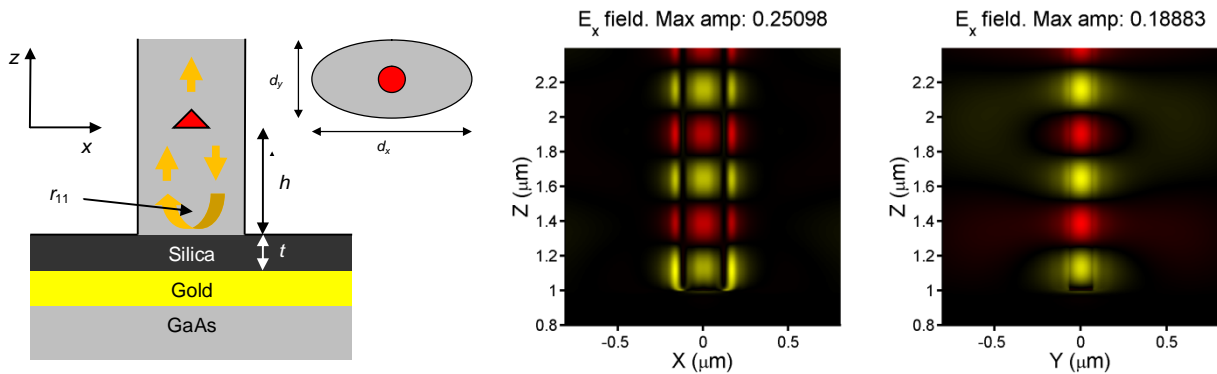 z
x
r11
h
Silica
t
Gold
GaAs
dy
dx
Ex field. Max amp: 0.25098
2.2
2
1.8
1.6
1.4
1.2
1
0.8
Z (μm)
-0.5 0 0.5
X (μm)
Ex field. Max amp: 0.18883
2.2
2
1.8
1.6
1.4
1.2
1
0.8
Z (μm)
-0.5 0 0.5
Y (μm)